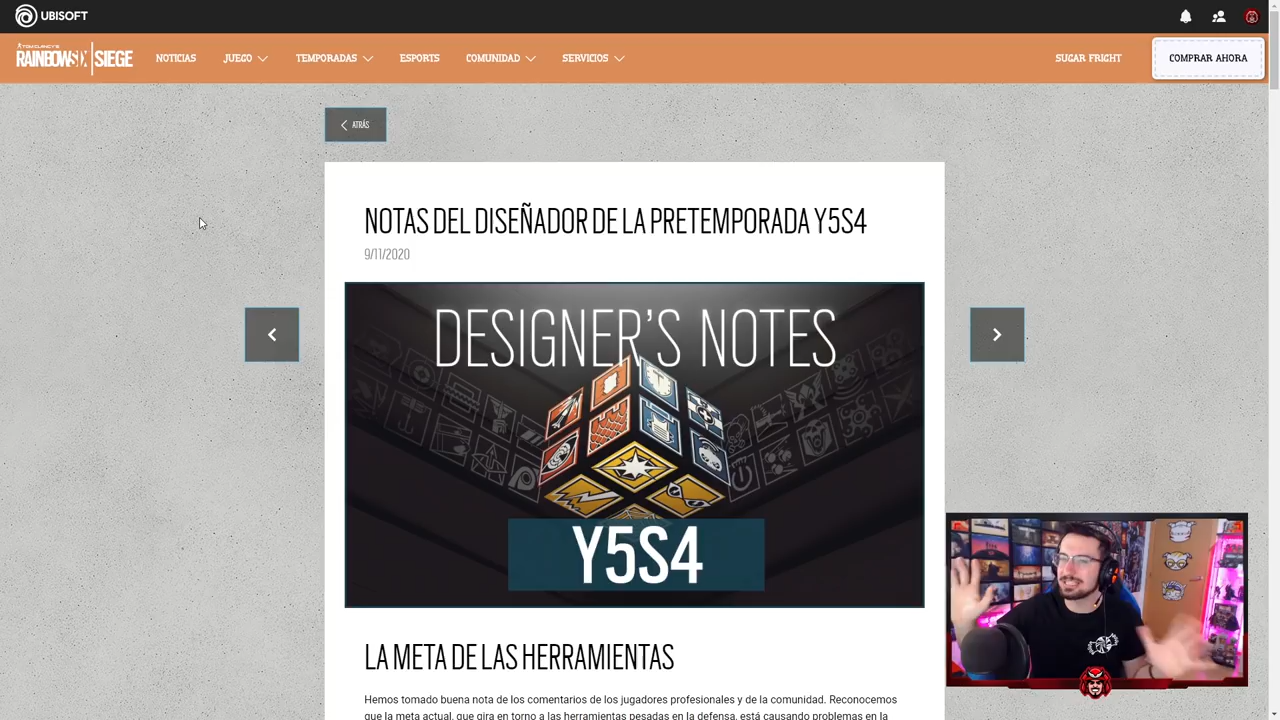 UBISOFT
TOM CLANCY'S
RAINBOW SIX | SIEGE
NOTICIAS
JUEGO
TEMPORADAS
ESPORTS
COMUNIDAD
SERVICIOS
SUGAR FRIGHT
COMPRAR AHORA
ATRÁS
NOTAS DEL DISEÑADOR DE LA PRETEMPORADA Y5S4
9/11/2020
DESIGNER'S NOTES
Y5S4
LA META DE LAS HERRAMIENTAS
Hemos tomado buena nota de los comentarios de los jugadores profesionales y de la comunidad. Reconocemos
que la meta actual, que gira en torno a las herramientas pesadas en la defensa, está causando problemas en la